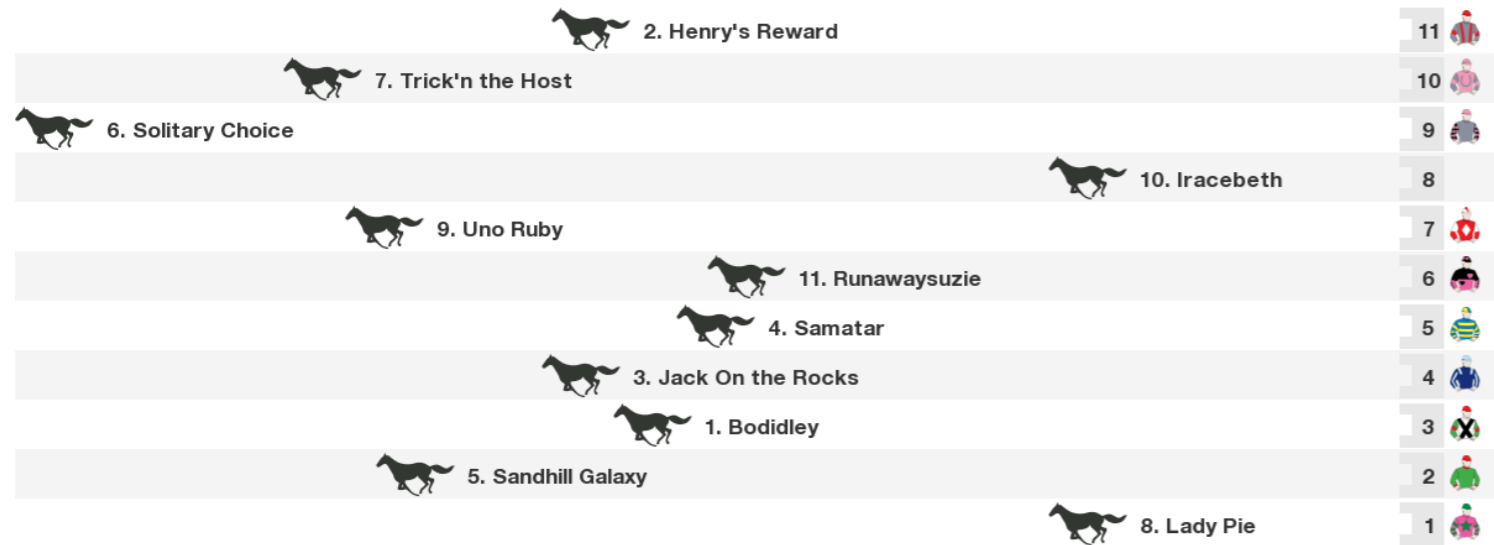 2. Henry's Reward 11
7. Trick'n the Host 10
6. Solitary Choice 9
10. Iracebeth 8
9. Uno Ruby 7
11. Runawaysuzie 6
4. Samatar 5
3. Jack On the Rocks 4
1. Bodidley 3
5. Sandhill Galaxy 2
8. Lady Pie 1